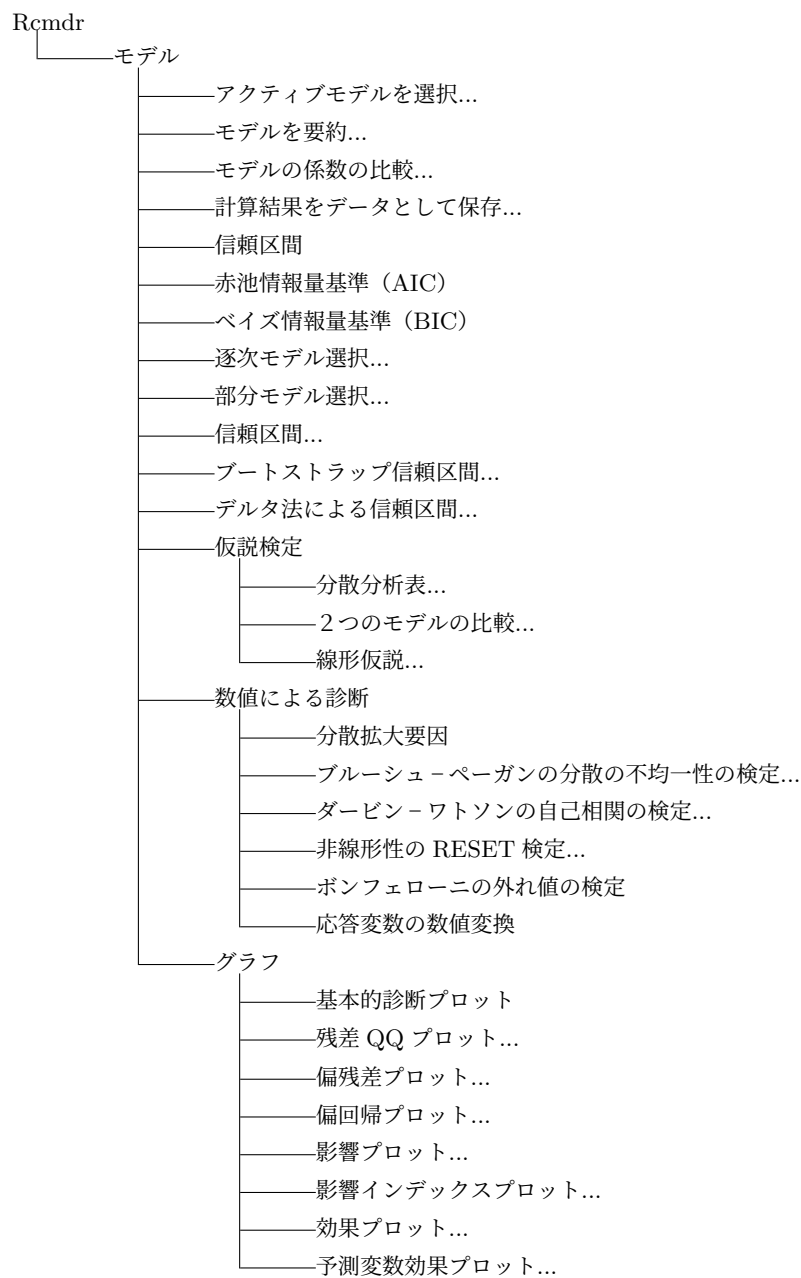 Rcmdr
モデル
アクティブモデルを選択...
モデルを要約...
モデルの係数の比較...
計算結果をデータとして保存...
信頼区間
赤池情報量基準（AIC）
ベイズ情報量基準（BIC）
逐次モデル選択...
部分モデル選択...
信頼区間...
ブートストラップ信頼区間...
デルタ法による信頼区間...
仮説検定
分散分析表...
２つのモデルの比較...
線形仮説...
数値による診断
分散拡大要因
ブルーシュ－ペーガンの分散の不均一性の検定...
ダービン－ワトソンの自己相関の検定...
非線形性の RESET 検定...
ボンフェローニの外れ値の検定
応答変数の数値変換
グラフ
基本的診断プロット
残差 QQ プロット...
偏残差プロット...
偏回帰プロット...
影響プロット...
影響インデックスプロット...
効果プロット...
予測変数効果プロット...